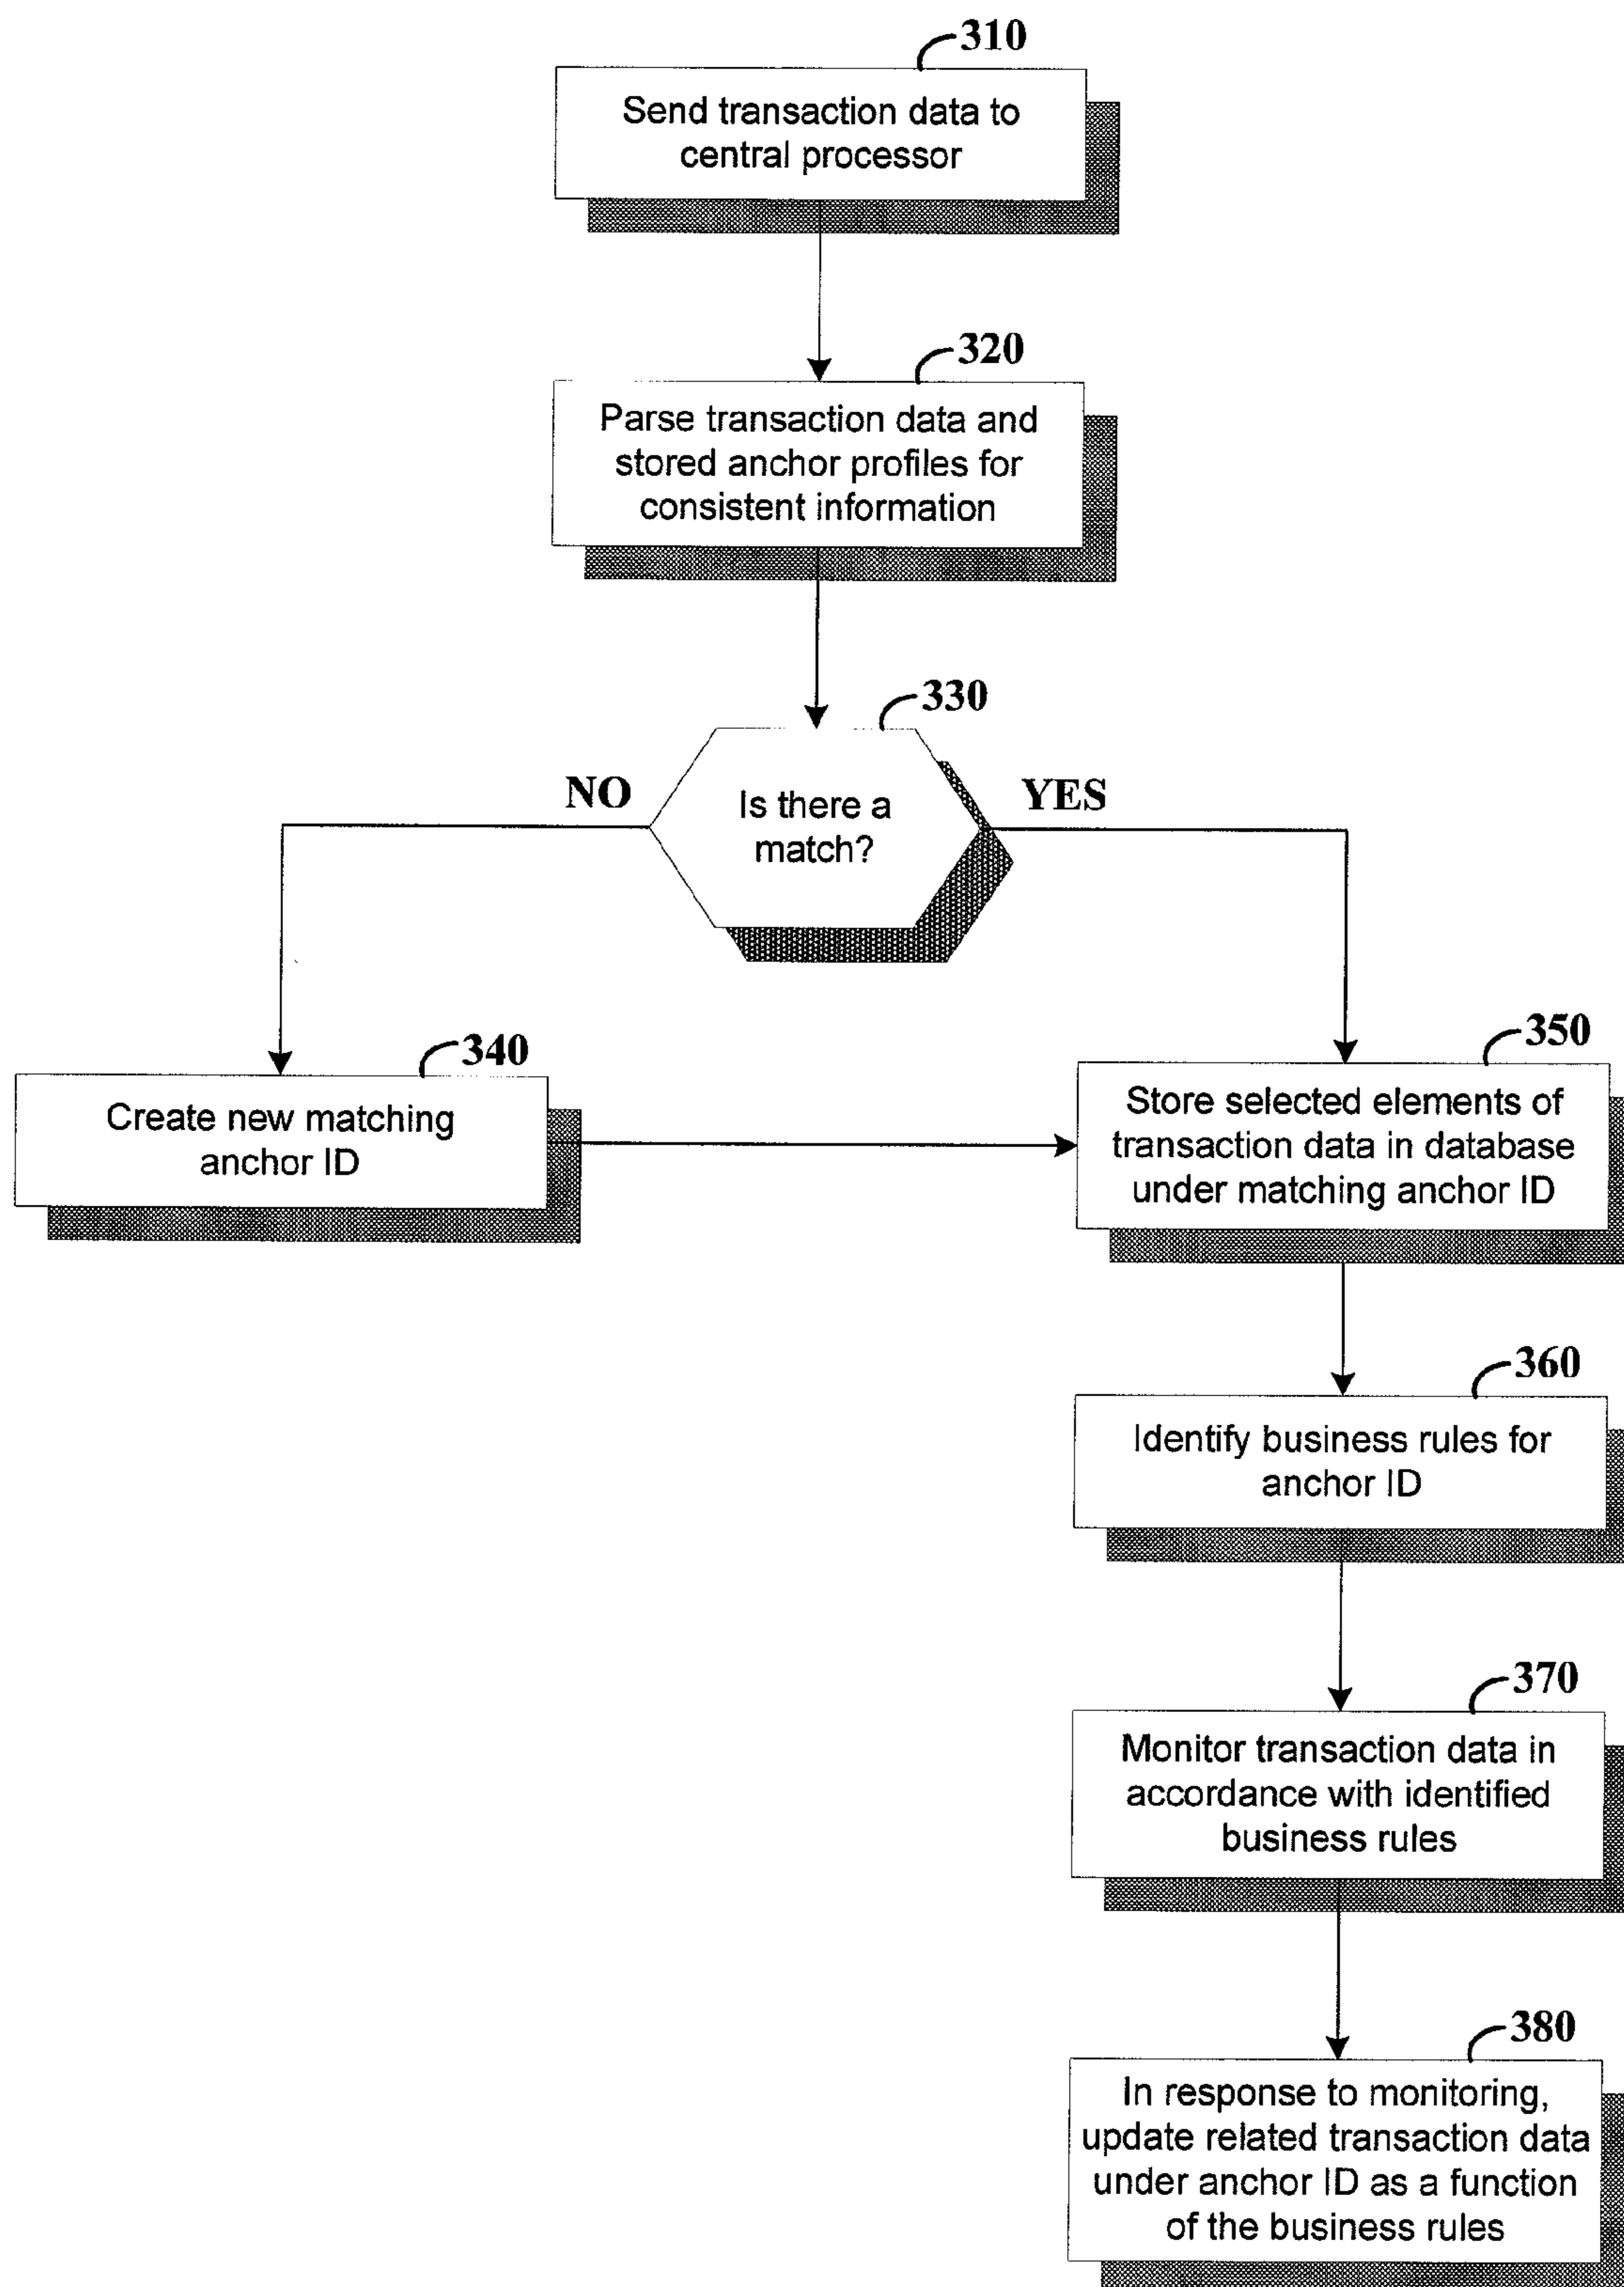 310
Send transaction data to
central processor
320
Parse transaction data and
stored anchor profiles for
consistent information
330
NO
Is there a
match?
YES
340
Create new matching
anchor ID
350
Store selected elements of
transaction data in database
under matching anchor ID
360
Identify business rules for
anchor ID
370
Monitor transaction data in
accordance with identified
business rules
380
In response to monitoring,
update related transaction data
under anchor ID as a function
of the business rules